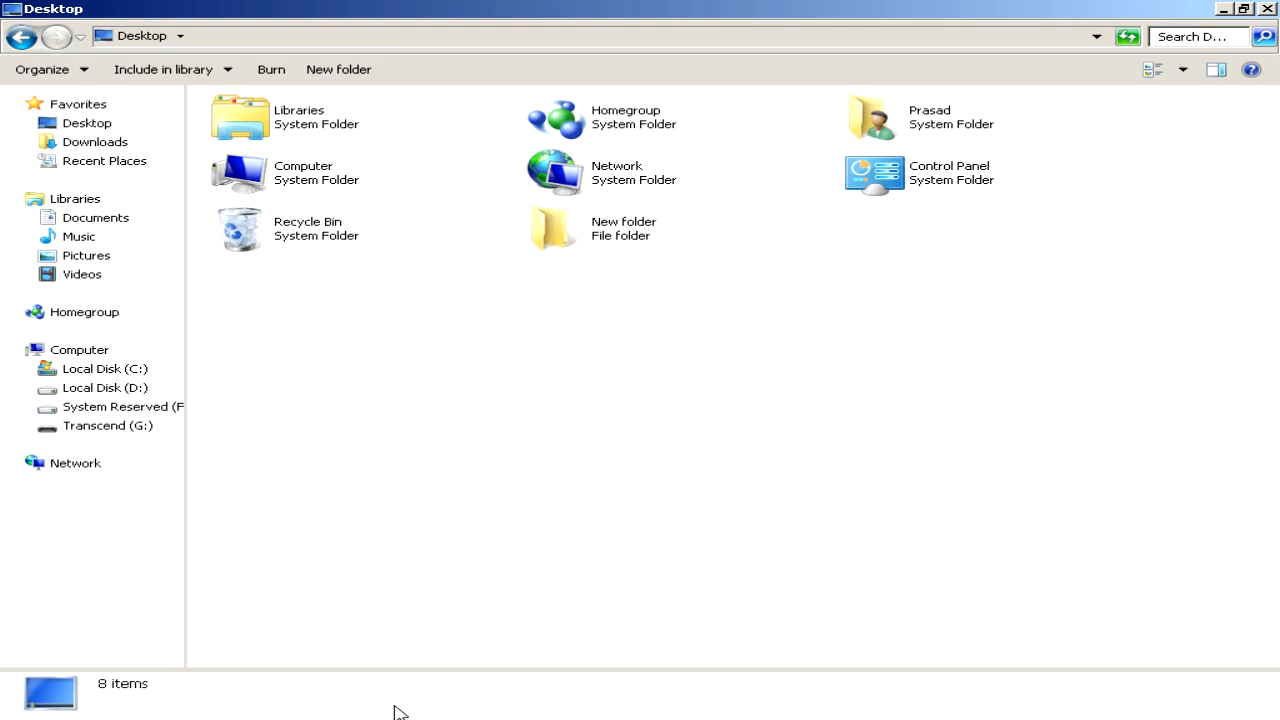 Desktop
Desktop
Search D...
Organize Include in library Burn New folder
Favorites
Desktop
Downloads
Recent Places
Libraries
Documents
Music
Pictures
Videos
Homegroup
Computer
Local Disk (C:)
Local Disk (D:)
System Reserved (F
Transcend (G:)
Network
Libraries
System Folder
Homegroup
System Folder
Prasad
System Folder
Computer
System Folder
Network
System Folder
Control Panel
System Folder
Recycle Bin
System Folder
New folder
File folder
8 items